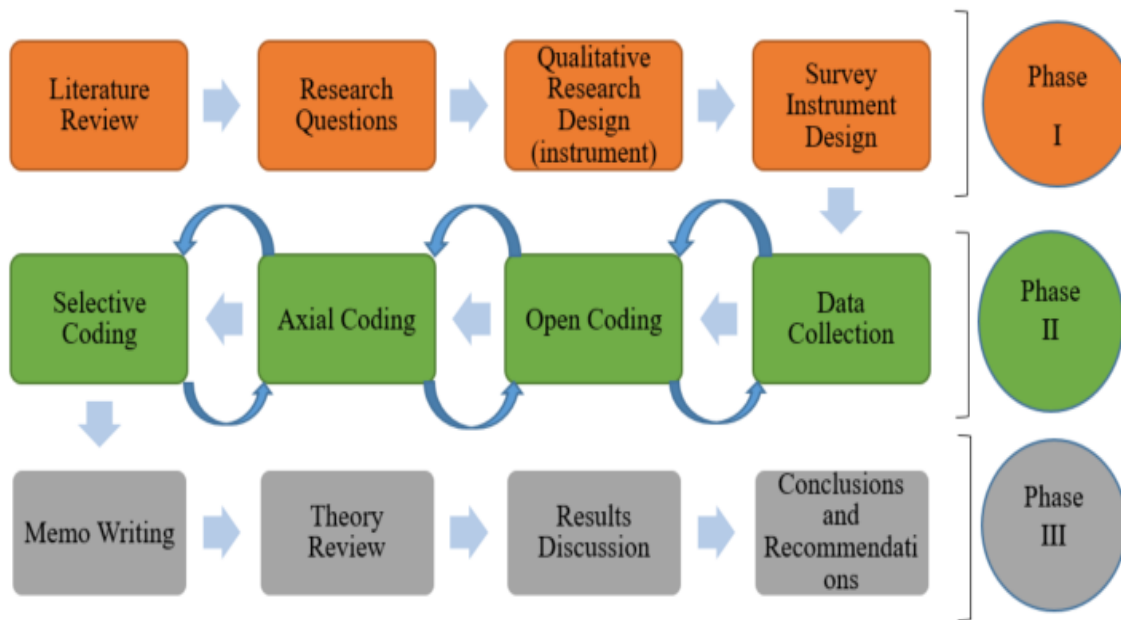 Literature
Review
Research
Questions
Qualitative
Research
Design
(instrument)
Survey
Instrument
Design
Phase
I
Selective
Coding
Axial Coding
Open Coding
Data
Collection
Phase
II
Memo Writing
Theory
Review
Results
Discussion
Conclusions
and
Recommendati
ons
Phase
III